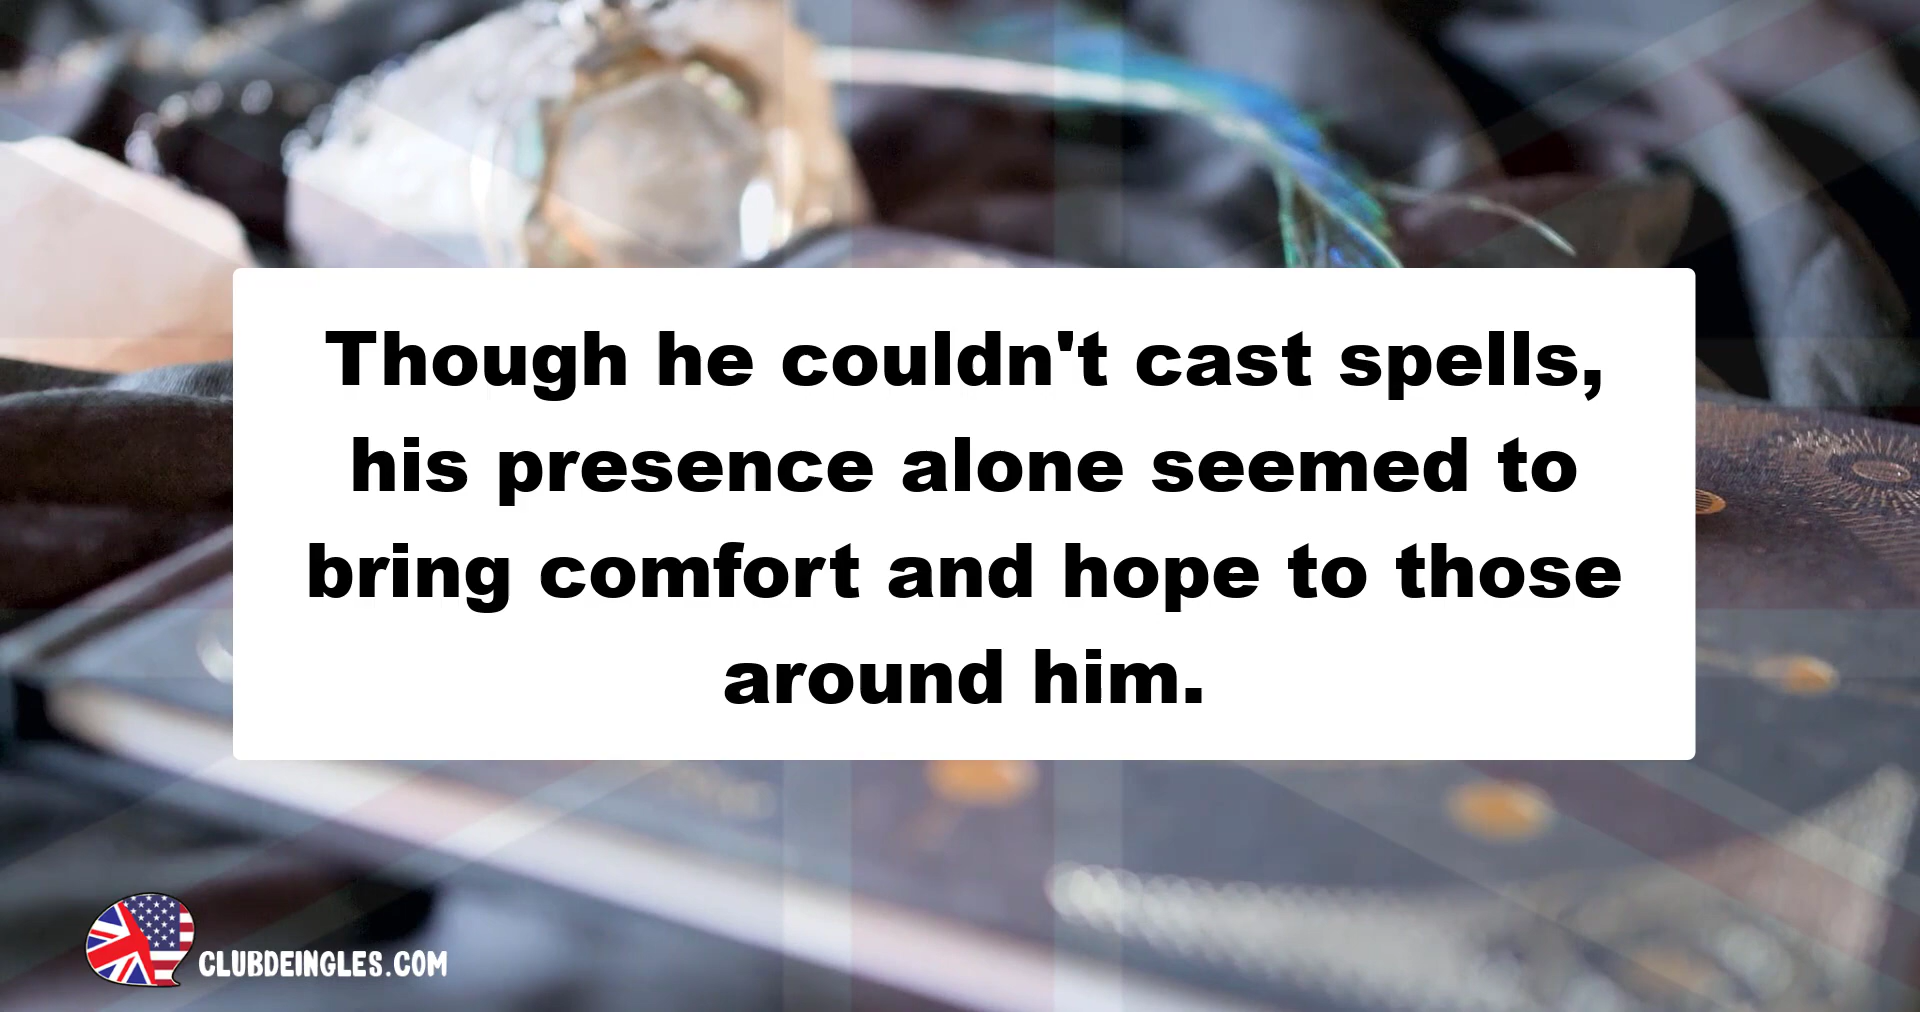 Though he couldn't cast spells,
his presence alone seemed to
bring comfort and hope to those
around him.
CLUBDEINGLES.COM